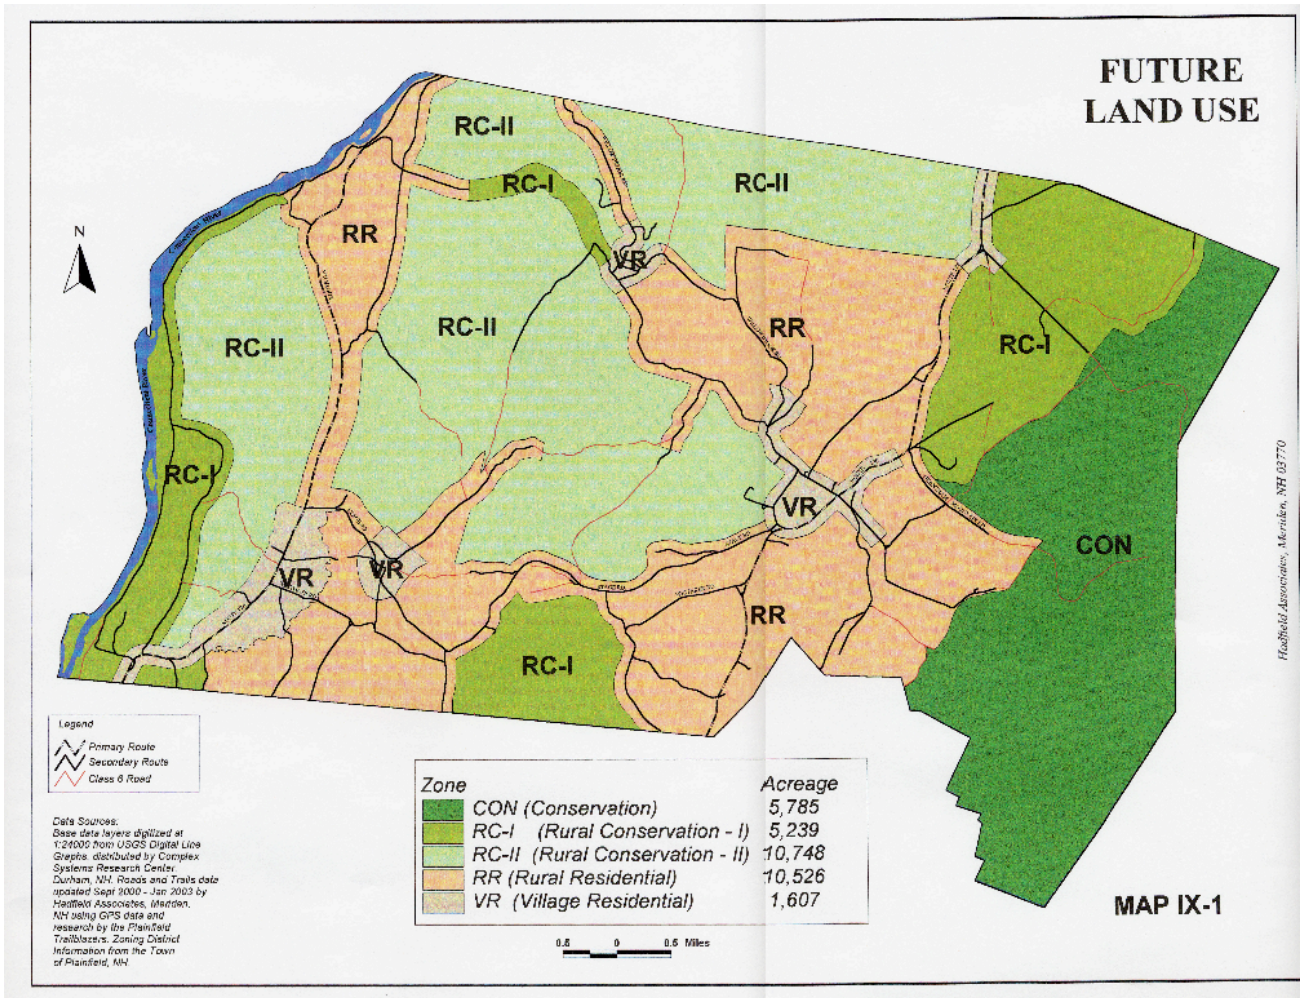 FUTURE
LAND USE
RC-II
RC-I
RC-II
RR
N
VR
RC-II
RC-II
RR
RC-I
RC-I
VR
CON
VR
VR
RR
RC-I
Connecticut River
Hadfield Associates, Meriden, NH 03770
Legend
Primary Route
Secondary Route
Class 6 Road
Zone Acreage
CON (Conservation) 5,785
RC-I (Rural Conservation - I) 5,239
RC-II (Rural Conservation - II) 10,748
RR (Rural Residential) 10,526
VR (Village Residential) 1,607
Data Sources:
Base data layers digitized at
1:24000 from USGS Digital Line
Graphs, distributed by Complex
Systems Research Center,
Durham, NH. Roads and Trails data
updated Sept 2000 - Jan 2003 by
Hadfield Associates, Meriden,
NH using GPS data and
research by the Plainfield
Trailblazers. Zoning District
Information from the Town
of Plainfield, NH.
0.5 0 0.5 Miles
MAP IX-1